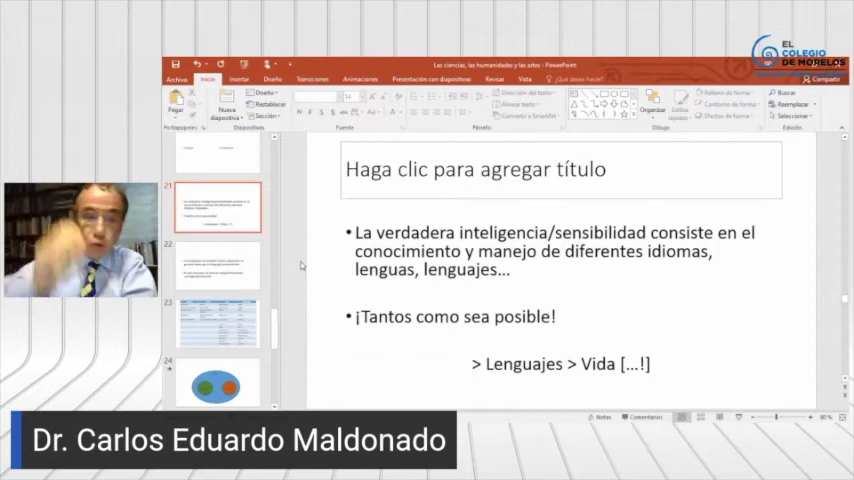 EL
COLEGIO
DE MORELOS
Las ciencias, las humanidades y las artes - PowerPoint
Archivo Inicio Insertar Diseño Transiciones Animaciones Presentación con diapositivas Revisar Vista ¿Qué desea hacer? Compartir
Pegar
Nueva diapositiva
Diseño
Restablecer
Sección
14
Dirección del texto
Alinear texto
Convertir a SmartArt
Organizar
Estilos rápidos
Relleno de forma
Contorno de forma
Efectos de forma
Buscar
Reemplazar
Seleccionar
Portapapeles Diapositivas Fuente Párrafo Dibujo Edición
21
22
23
24
Haga clic para agregar título
• La verdadera inteligencia/sensibilidad consiste en el
conocimiento y manejo de diferentes idiomas,
lenguas, lenguajes...
• ¡Tantos como sea posible!
> Lenguajes > Vida [...!]
Notas Comentarios 80%
Dr. Carlos Eduardo Maldonado